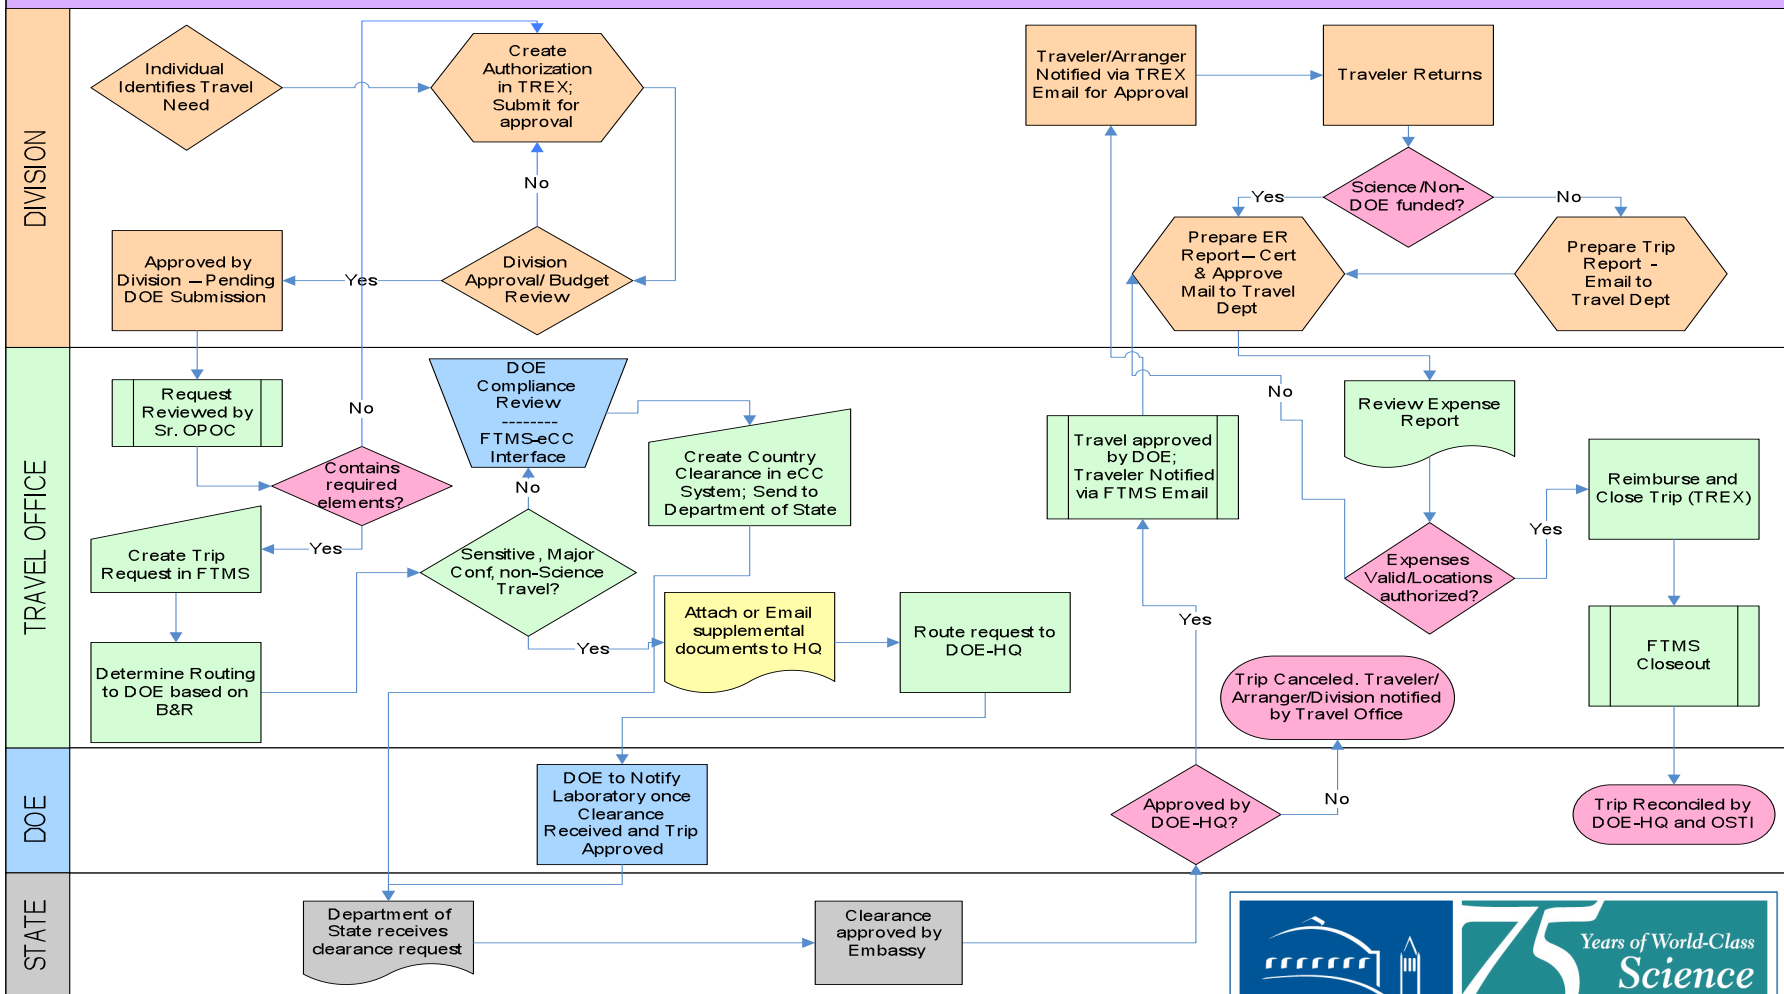 DIVISION
Individual
Identifies Travel
Need
Create
Authorization
in TREX;
Submit for
approval
No
Division
Approval/ Budget
Review
Yes
Approved by
Division – Pending
DOE Submission
Traveler/Arranger
Notified via TREX
Email for Approval
Traveler Returns
Science/Non-
DOE funded?
Yes
No
Prepare ER
Report – Cert
& Approve
Mail to Travel
Dept
Prepare Trip
Report -
Email to
Travel Dept
TRAVEL OFFICE
Request
Reviewed by
Sr. OPOC
No
Contains
required
elements?
Yes
Create Trip
Request in FTMS
Determine Routing
to DOE based on
B&R
DOE
Compliance
Review
--------
FTMS-eCC
Interface
No
Sensitive, Major
Conf, non-Science
Travel?
Yes
Create Country
Clearance in eCC
System; Send to
Department of State
Attach or Email
supplemental
documents to HQ
Route request to
DOE-HQ
Travel approved
by DOE;
Traveler Notified
via FTMS Email
Yes
No
Review Expense
Report
Expenses
Valid/Locations
authorized?
Yes
Reimburse and
Close Trip (TREX)
FTMS
Closeout
Trip Canceled. Traveler/
Arranger/Division notified
by Travel Office
DOE
DOE to Notify
Laboratory once
Clearance
Received and Trip
Approved
Approved by
DOE-HQ?
No
Trip Reconciled by
DOE-HQ and OSTI
STATE
Department of
State receives
clearance request
Clearance
approved by
Embassy
75
Years of World-Class
Science